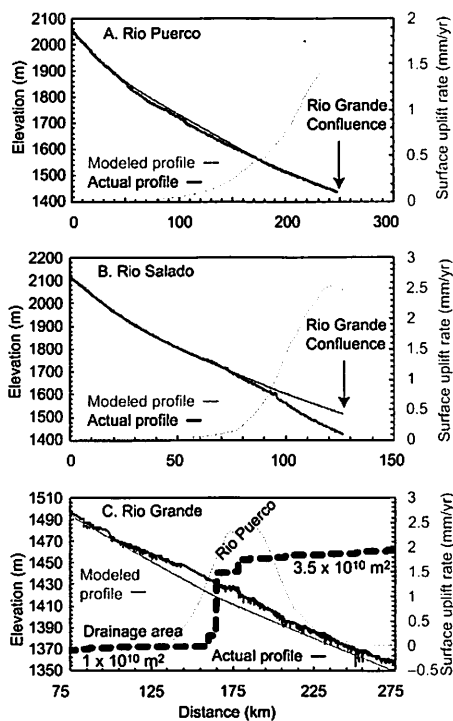 A. Rio Puerco
2100
2000
1900
1800
1700
1600
1500
1400
Elevation (m)
Modeled profile
Actual profile
Rio Grande
Confluence
2
1.5
1
0.5
0
Surface uplift rate (mm/yr)
0
100
200
300
B. Rio Salado
2200
2100
2000
1900
1800
1700
1600
1500
1400
Elevation (m)
Modeled profile
Actual profile
Rio Grande
Confluence
3
2.5
2
1.5
1
0.5
0
Surface uplift rate (mm/yr)
0
50
100
150
C. Rio Grande
1510
1490
1470
1450
1430
1410
1390
1370
1350
Elevation (m)
Rio Puerco
3.5 x 10¹⁰ m²
Modeled
profile
Drainage area
1 x 10¹⁰ m²
Actual profile
3
2.5
2
1.5
1
0.5
0
−0.5
Surface uplift rate (mm/yr)
75
125
175
225
275
Distance (km)